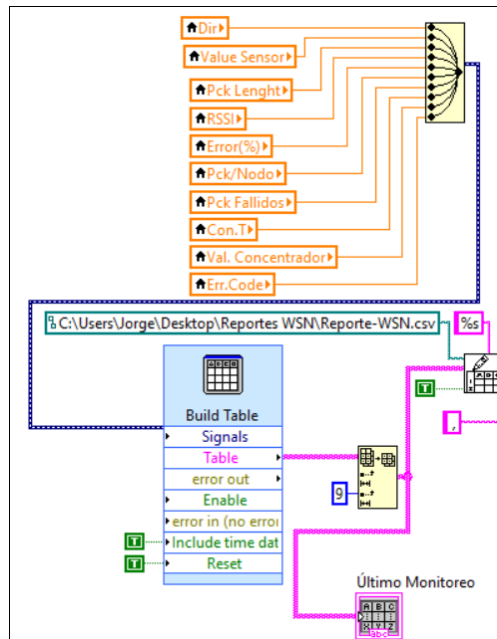 Dir
Value Sensor
Pck Lenght
RSSI
Error(%)
Pck/Nodo
Pck Fallidos
Con.T
Val. Concentrador
Err.Code
C:\Users\Jorge\Desktop\Reportes WSN\Reporte-WSN.csv
%s
T
,
Build Table
Signals
Table
error out
Enable
error in (no erro
T Include time dat
T Reset
9
Último Monitoreo
A B C
X Y Z
abc